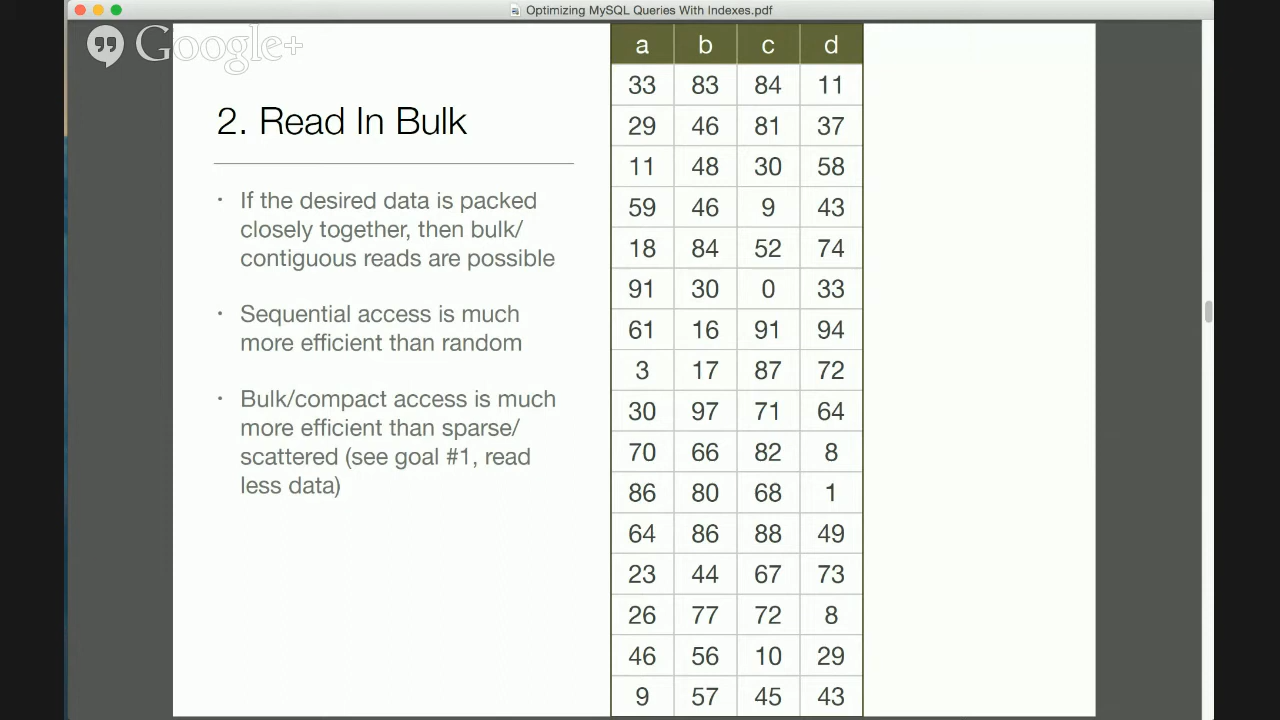 Optimizing MySQL Queries With Indexes.pdf
Google+
2. Read In Bulk
· If the desired data is packed
closely together, then bulk/
contiguous reads are possible
· Sequential access is much
more efficient than random
· Bulk/compact access is much
more efficient than sparse/
scattered (see goal #1, read
less data)
a b c d
33 83 84 11
29 46 81 37
11 48 30 58
59 46 9 43
18 84 52 74
91 30 0 33
61 16 91 94
3 17 87 72
30 97 71 64
70 66 82 8
86 80 68 1
64 86 88 49
23 44 67 73
26 77 72 8
46 56 10 29
9 57 45 43